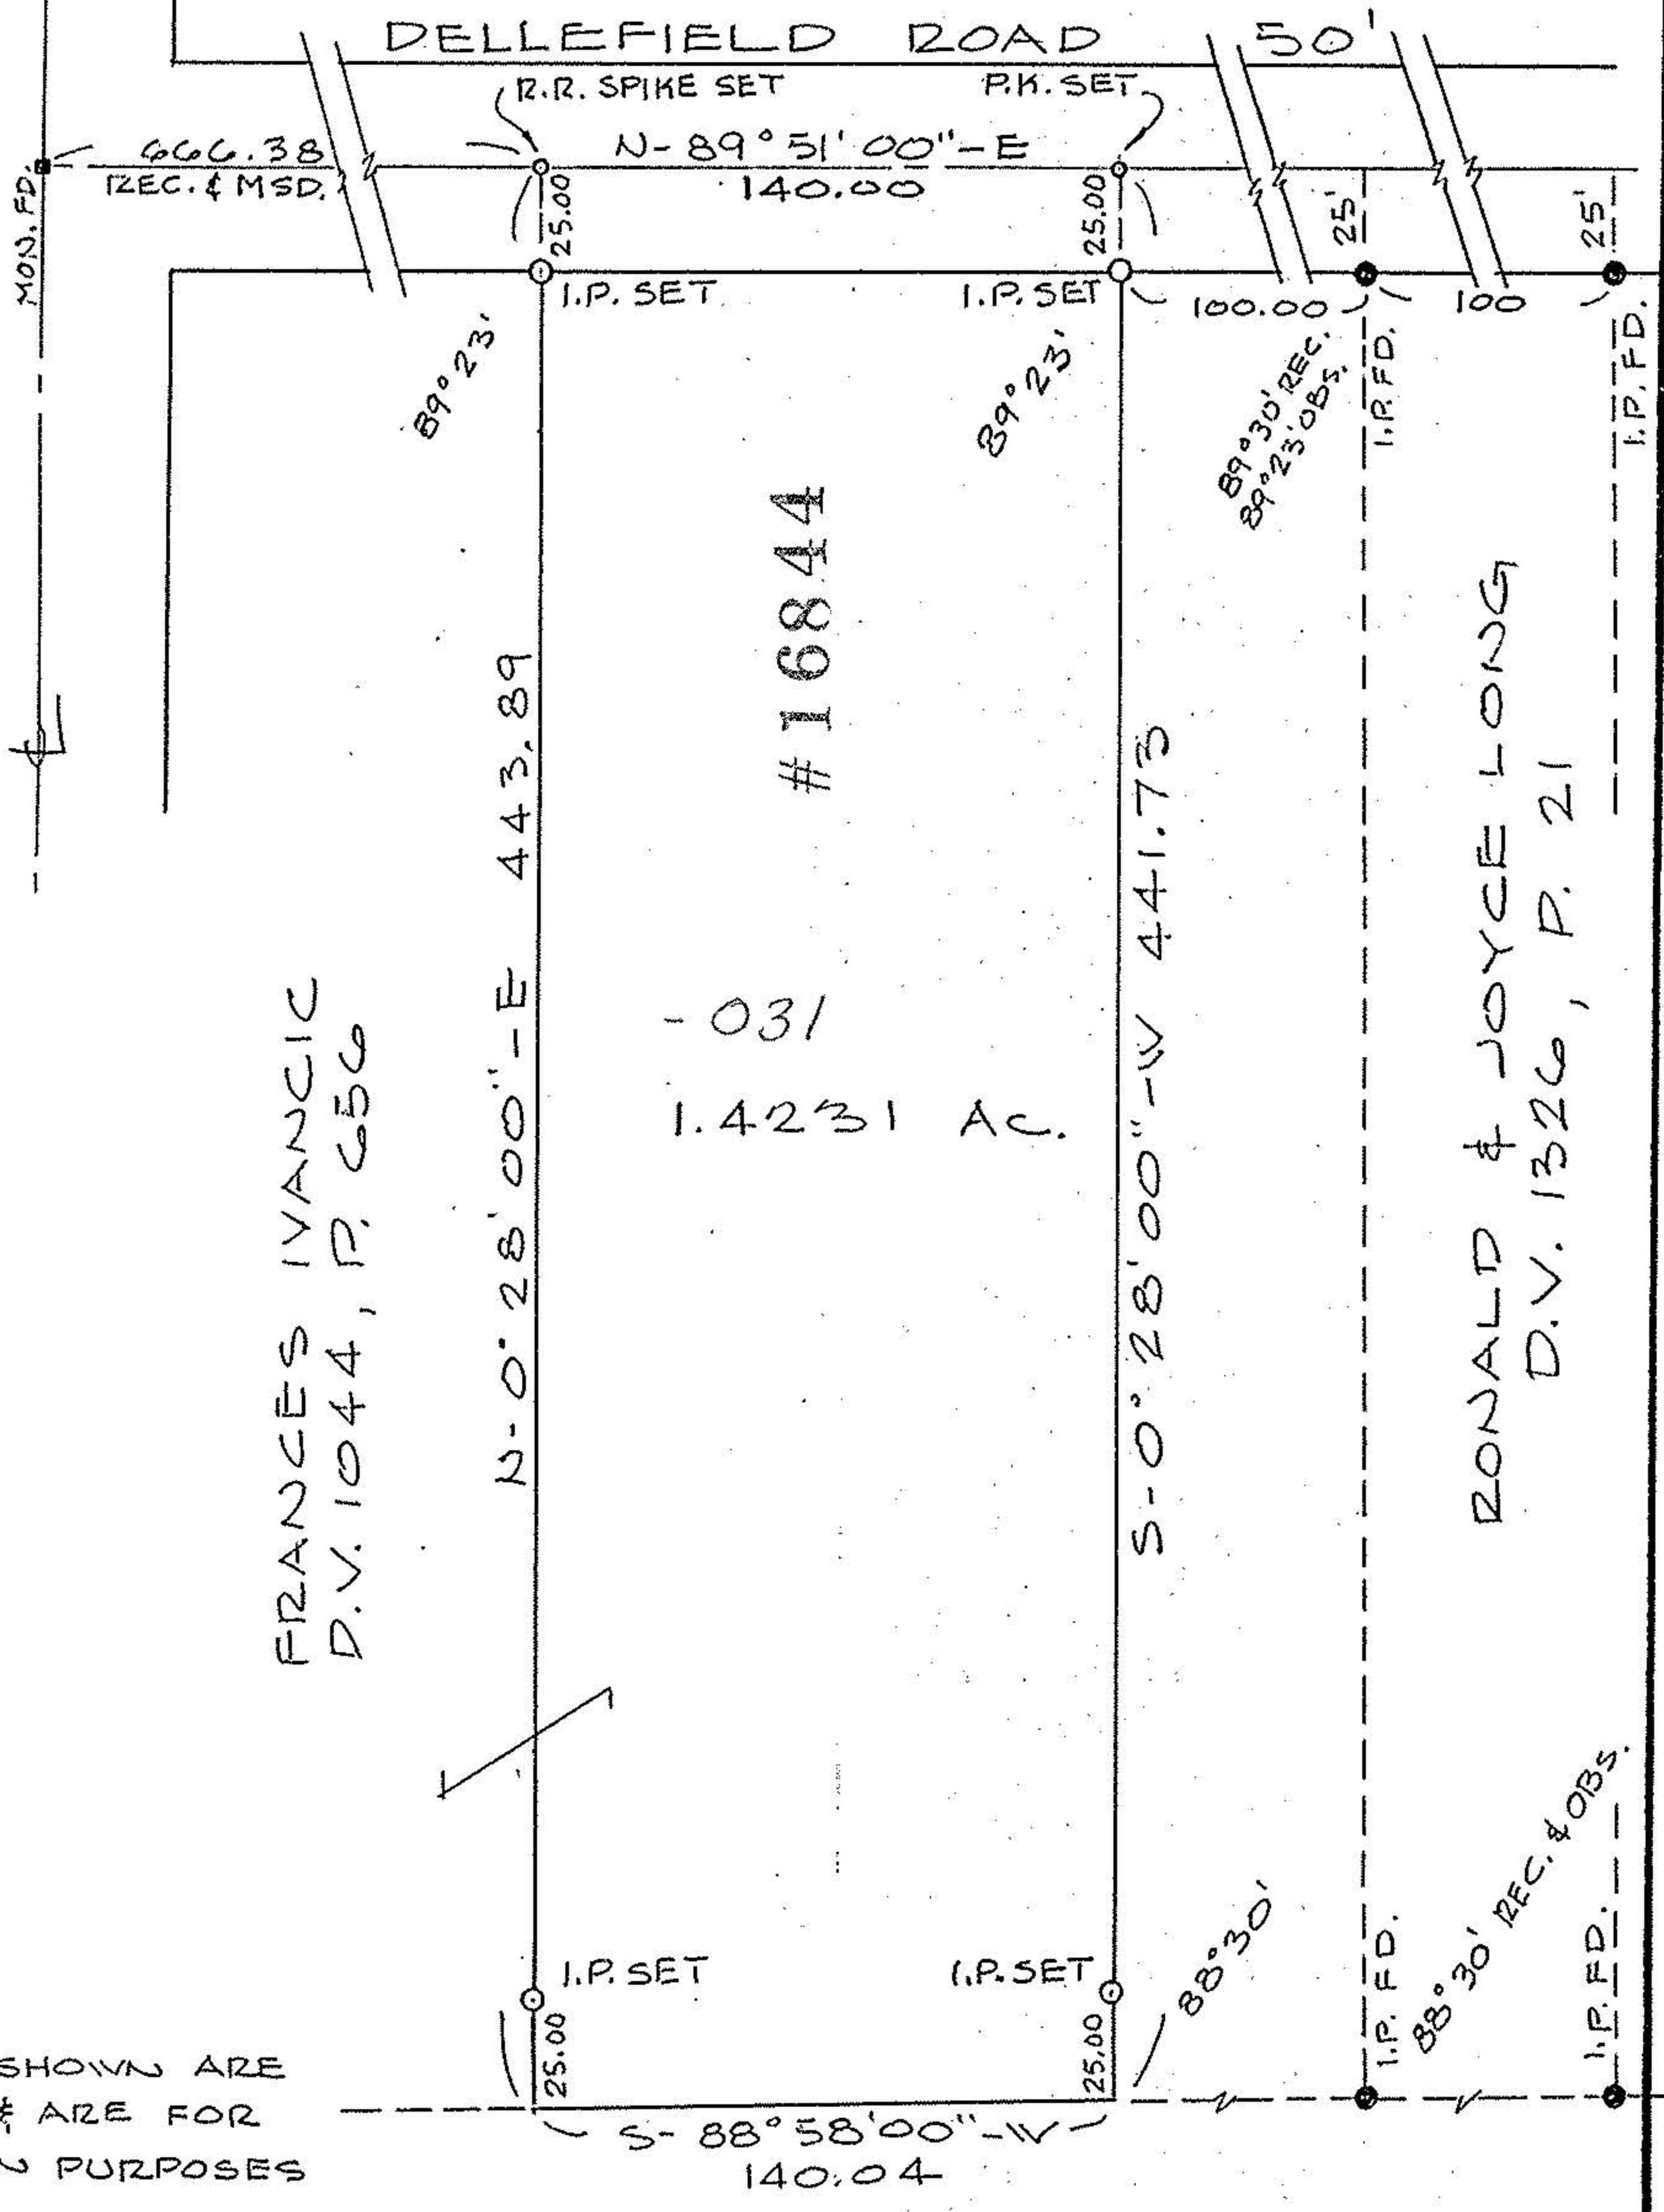 DELLEFIELD ROAD 50'
R.R. SPIKE SET
P.K. SET
666.38
REC. & MSD.
N-89°51'00"-E
140.00
MON. FD.
25.00
25.00
25'
25'
I.P. SET
I.P. SET
100.00
100
89°23'
89°23'
89°30' REC.
89°23' OBS.
I.P. FD.
I.P. FD.
#16844
N-0°28'00"-E 443.89
S-0°28'00"-W 441.73
-031
1.4231 AC.
FRANCES IVANCIC
D.V. 1044, P. 656
RONALD & JOYCE LONG
D.V. 1326, P. 21
I.P. SET
I.P. SET
25.00
25.00
88°30'
I.P. FD.
88°30' REC. & OBS.
I.P. FD.
S-88°58'00"-W
140.04
SHOWN ARE
& ARE FOR
N PURPOSES